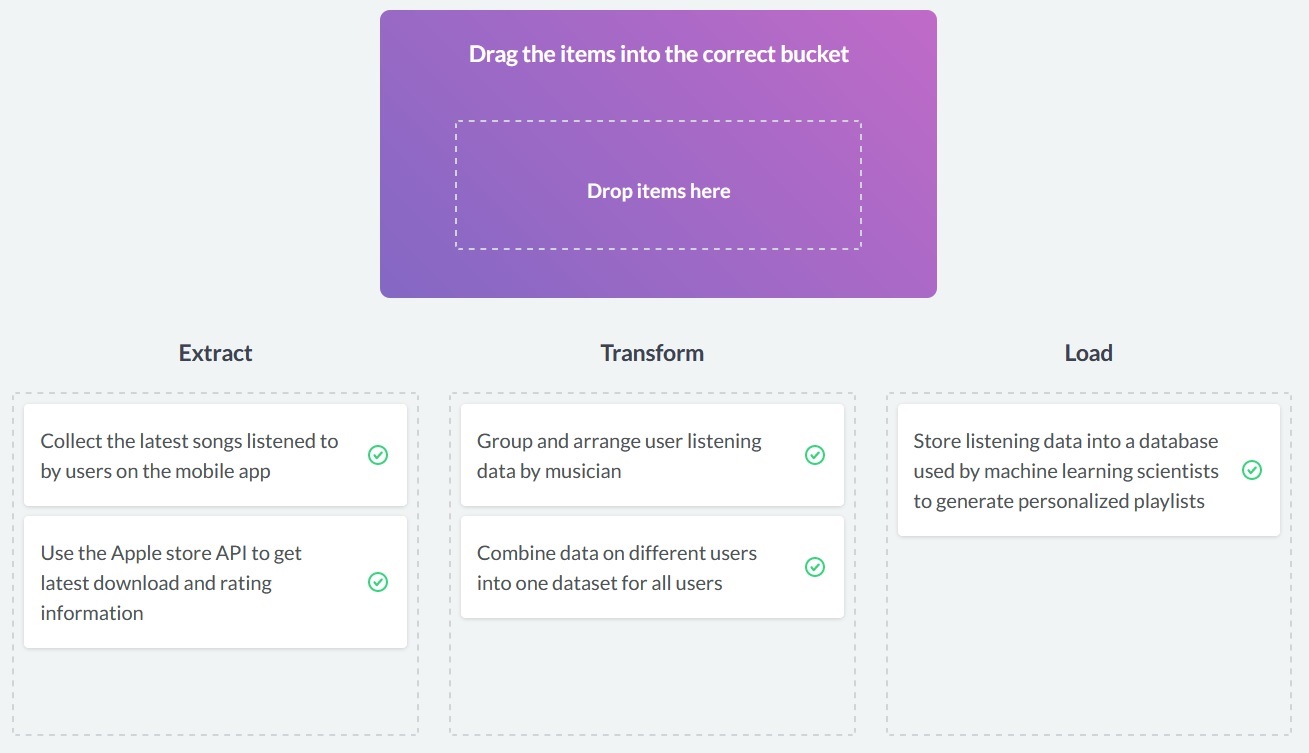 Drag the items into the correct bucket
Drop items here
Extract
Collect the latest songs listened to
by users on the mobile app
Use the Apple store API to get
latest download and rating
information
Transform
Group and arrange user listening
data by musician
Combine data on different users
into one dataset for all users
Load
Store listening data into a database
used by machine learning scientists
to generate personalized playlists